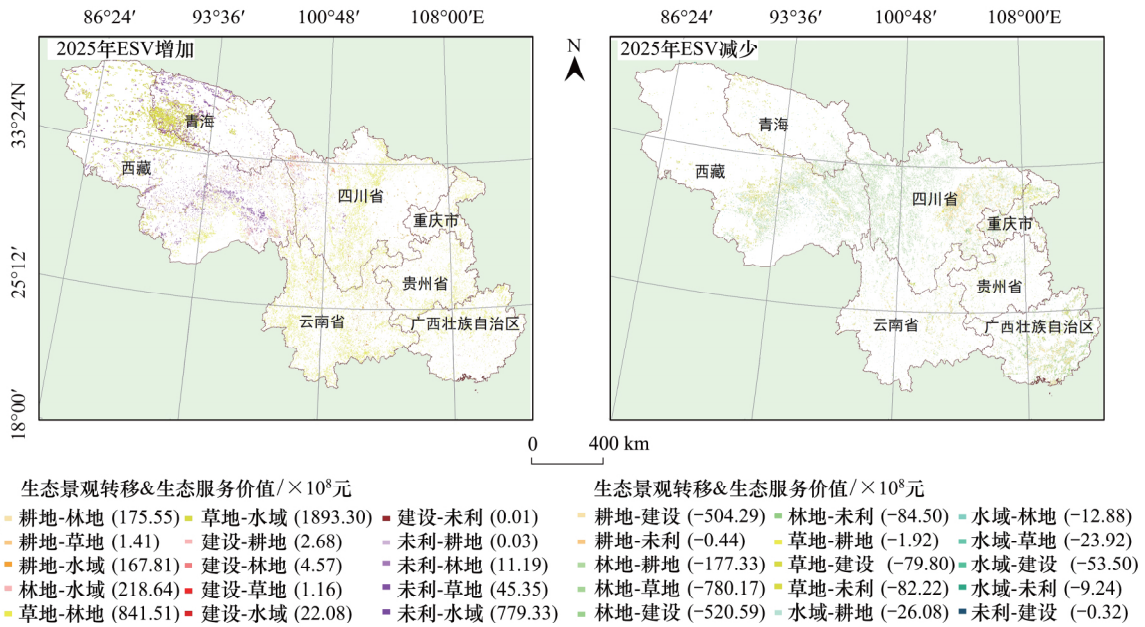 86°24′ 93°36′ 100°48′ 108°00′E 86°24′ 93°36′ 100°48′ 108°00′E
2025年ESV增加
N
2025年ESV减少
33°24′N
25°12′
18°00′
青海
西藏
四川省
重庆市
贵州省
云南省
广西壮族自治区
青海
西藏
四川省
重庆市
贵州省
云南省
广西壮族自治区
0 400 km
生态景观转移&生态服务价值/×10⁸元
耕地-林地 (175.55) 草地-水域 (1893.30) 建设-未利 (0.01)
耕地-草地 (1.41) 建设-耕地 (2.68) 未利-耕地 (0.03)
耕地-水域 (167.81) 建设-林地 (4.57) 未利-林地 (11.19)
林地-水域 (218.64) 建设-草地 (1.16) 未利-草地 (45.35)
草地-林地 (841.51) 建设-水域 (22.08) 未利-水域 (779.33)
生态景观转移&生态服务价值/×10⁸元
耕地-建设 (−504.29) 林地-未利 (−84.50) 水域-林地 (−12.88)
耕地-未利 (−0.44) 草地-耕地 (−1.92) 水域-草地 (−23.92)
林地-耕地 (−177.33) 草地-建设 (−79.80) 水域-建设 (−53.50)
林地-草地 (−780.17) 草地-未利 (−82.22) 水域-未利 (−9.24)
林地-建设 (−520.59) 水域-耕地 (−26.08) 未利-建设 (−0.32)